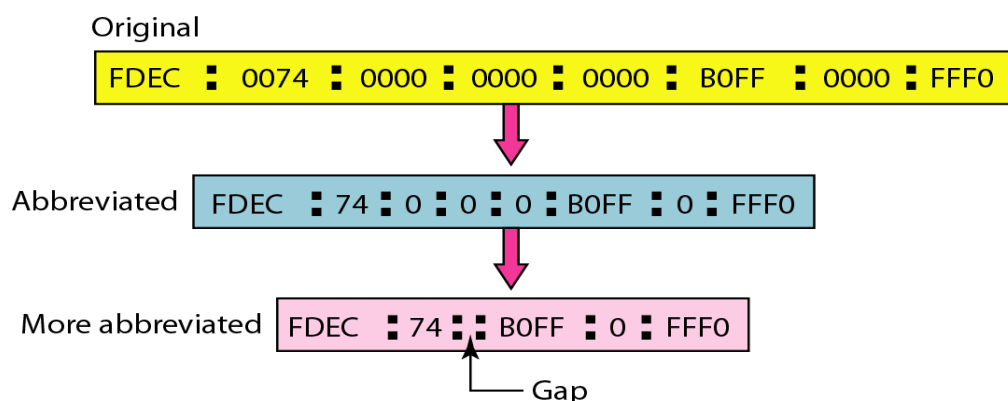 Original
FDEC : 0074 : 0000 : 0000 : 0000 : B0FF : 0000 : FFF0
Abbreviated
FDEC : 74 : 0 : 0 : 0 : B0FF : 0 : FFF0
More abbreviated
FDEC : 74 : : B0FF : 0 : FFF0
Gap